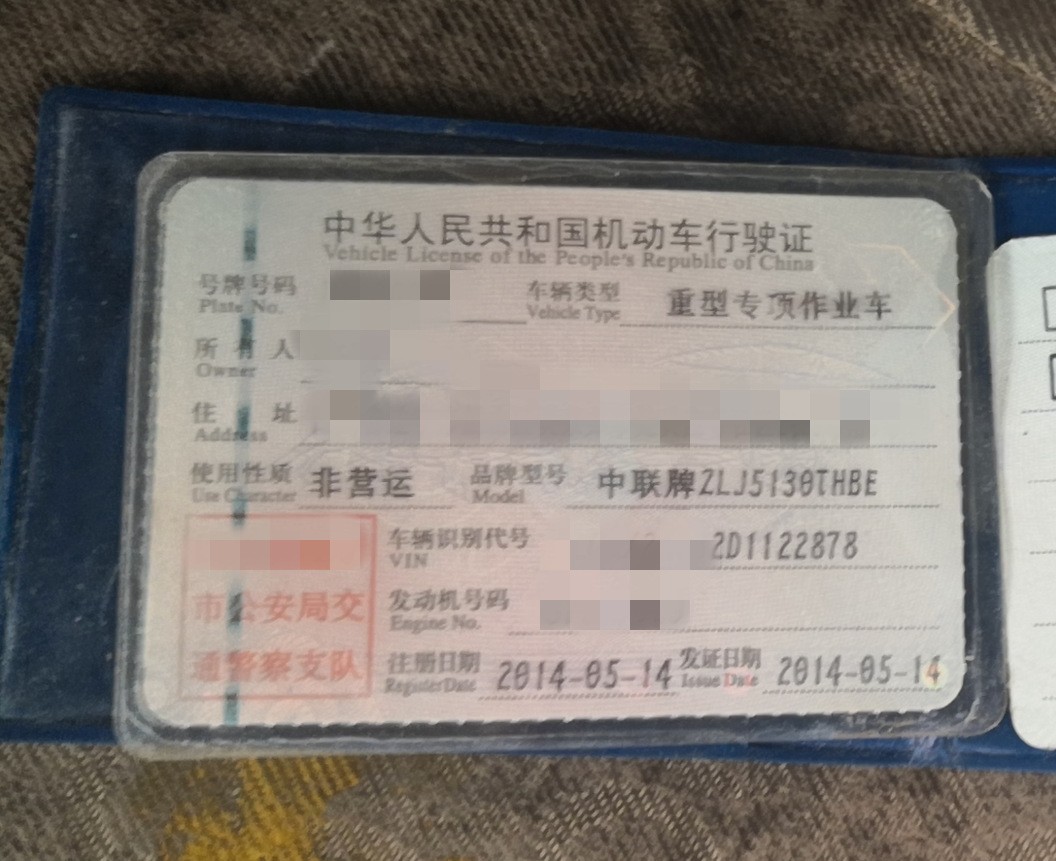 中华人民共和国机动车行驶证
Vehicle License of the People's Republic of China
号牌号码
Plate No.
车辆类型 重型专项作业车
Vehicle Type
所有人
Owner
住址
Address
使用性质 非营运 品牌型号 中联牌ZLJ5130THBE
Use Character Model
车辆识别代号 2D1122878
VIN
市公安局交
通警察支队
发动机号码
Engine No.
注册日期 2014-05-14 发证日期 2014-05-14
Register Date Issue Date